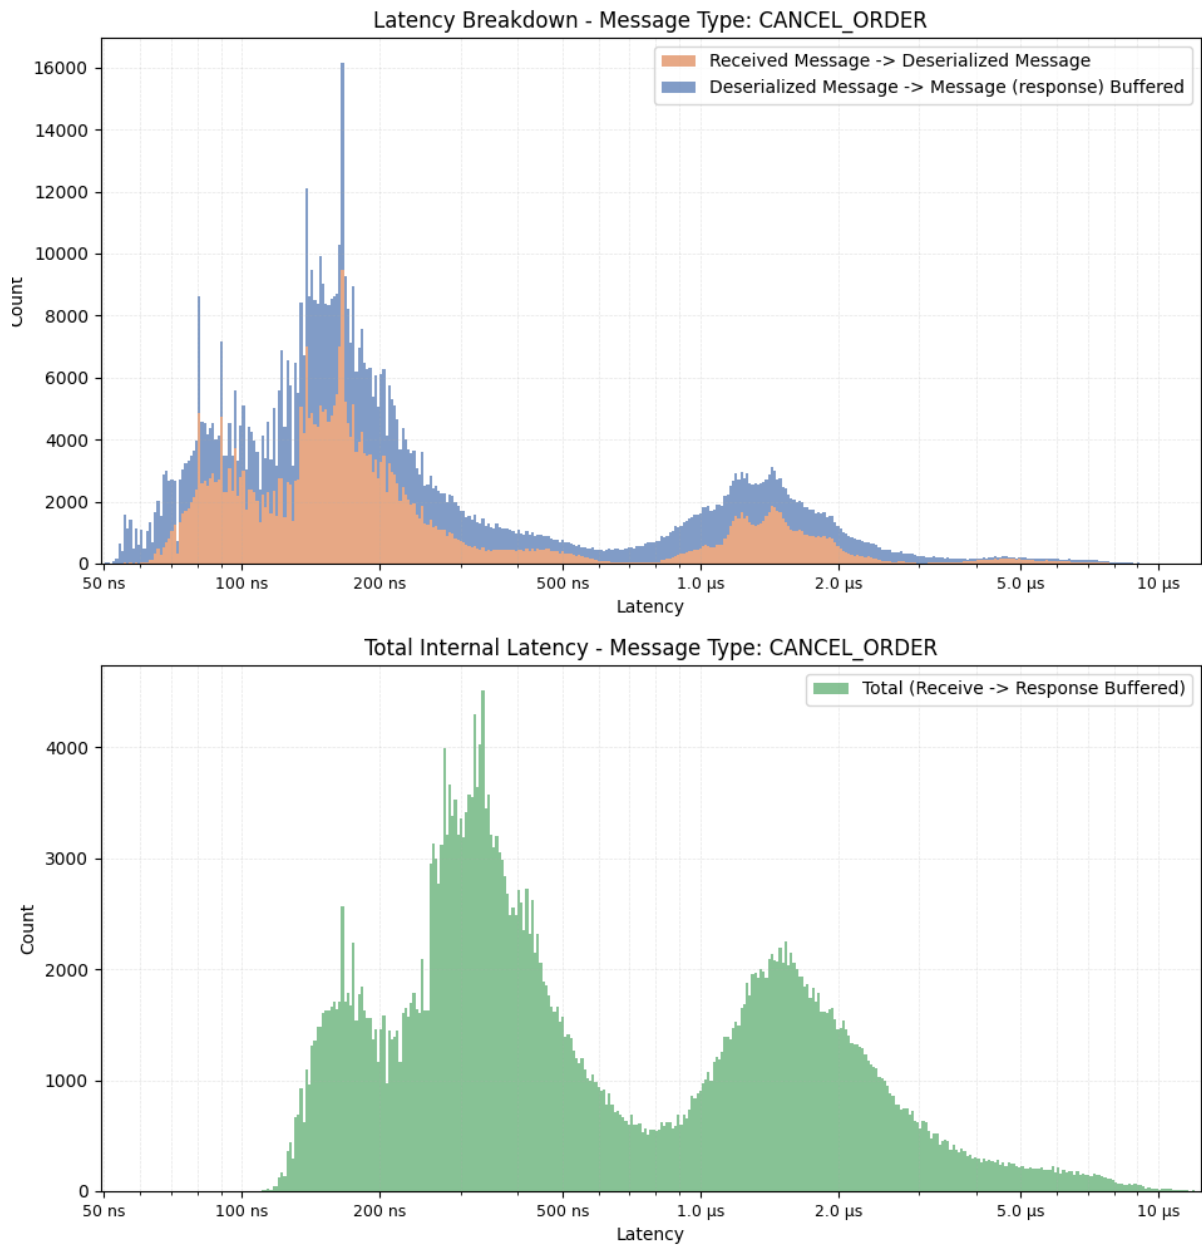 Latency Breakdown - Message Type: CANCEL_ORDER
Received Message -> Deserialized Message
Deserialized Message -> Message (response) Buffered
16000
14000
12000
10000
8000
6000
4000
2000
0
Count
50 ns 100 ns 200 ns 500 ns 1.0 µs 2.0 µs 5.0 µs 10 µs
Latency
Total Internal Latency - Message Type: CANCEL_ORDER
Total (Receive -> Response Buffered)
4000
3000
2000
1000
0
Count
50 ns 100 ns 200 ns 500 ns 1.0 µs 2.0 µs 5.0 µs 10 µs
Latency